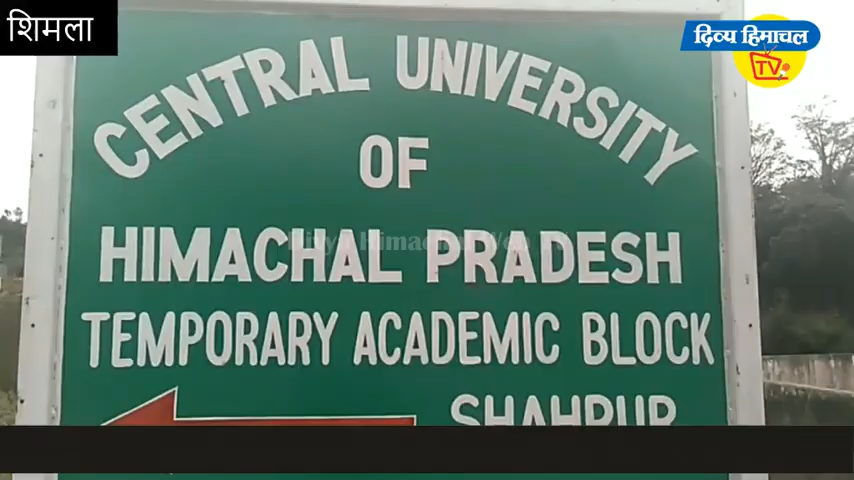 शिमला
दिव्य हिमाचल
TV
CENTRAL UNIVERSITY
OF
HIMACHAL PRADESH
TEMPORARY ACADEMIC BLOCK
SHAHPUR